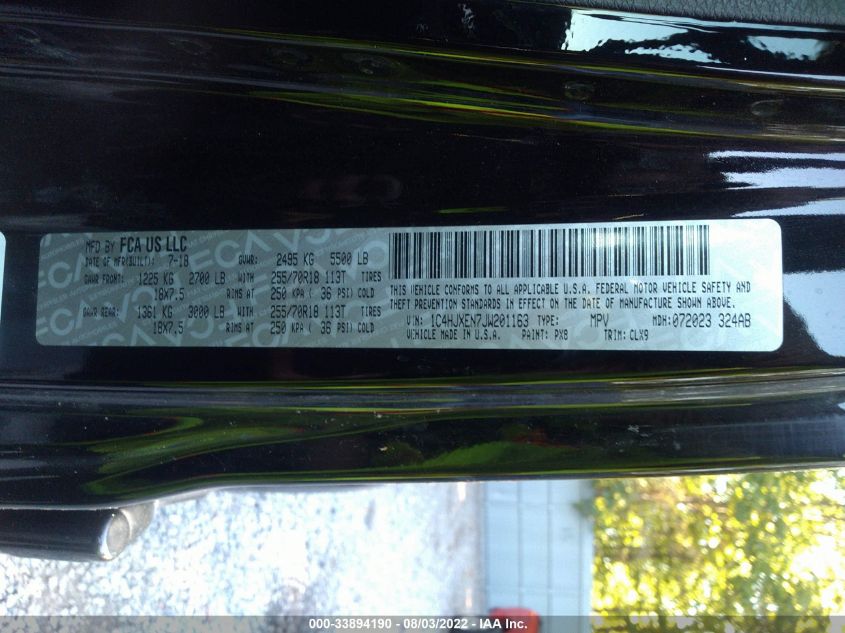 MFD BY FCA US LLC
DATE OF MFR(BUILT): 7-18 GVWR: 2495 KG 5500 LB
GAWR FRONT: 1225 KG 2700 LB WITH 255/70R18 113T TIRES
18X7.5 RIMS AT 250 KPA ( 36 PSI) COLD
GAWR REAR: 1361 KG 3000 LB WITH 255/70R18 113T TIRES
18X7.5 RIMS AT 250 KPA ( 36 PSI) COLD
THIS VEHICLE CONFORMS TO ALL APPLICABLE U.S.A. FEDERAL MOTOR VEHICLE SAFETY AND
THEFT PREVENTION STANDARDS IN EFFECT ON THE DATE OF MANUFACTURE SHOWN ABOVE.
VIN: 1C4HJXEN7JW201163 TYPE: MPV MDH: 072023 324AB
VEHICLE MADE IN U.S.A. PAINT: PX8 TRIM: CLX9
000-33894190 - 08/03/2022 - IAA Inc.